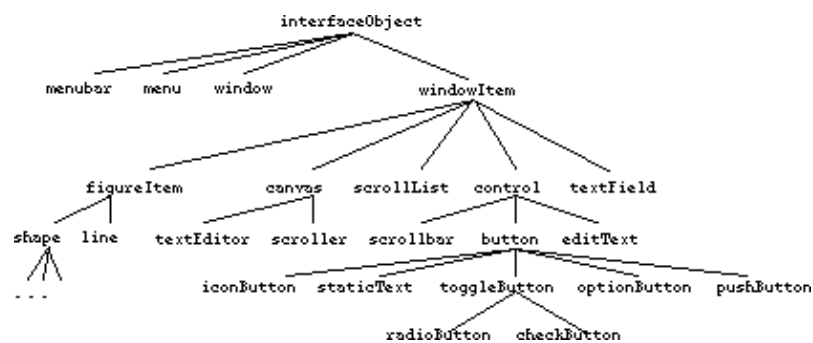 interfaceObject
menubar menu window windowItem
figureItem canvas scrollList control textField
shape line textEditor scroller scrollbar button editText
... iconButton staticText toggleButton optionButton pushButton
radioButton checkButton